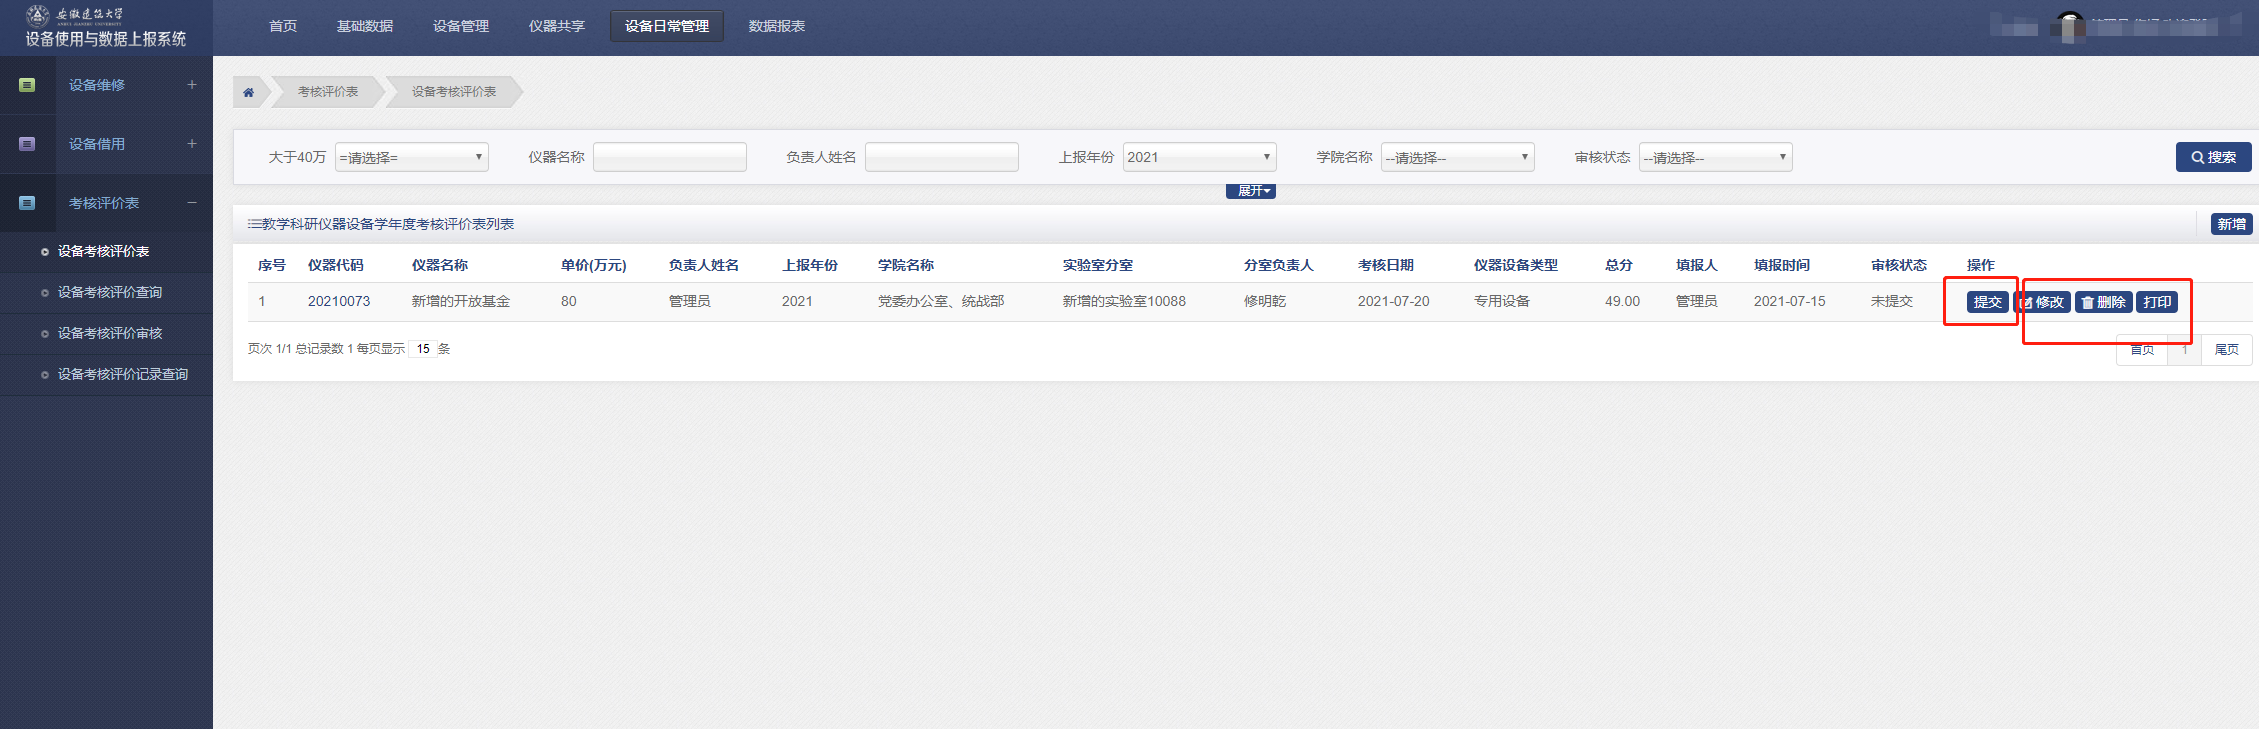 安徽建筑大学
ANHUI JIANZHU UNIVERSITY
设备使用与数据上报系统
首页 基础数据 设备管理 仪器共享 设备日常管理 数据报表
设备维修 +
设备借用 +
考核评价表 −
设备考核评价表
设备考核评价查询
设备考核评价审核
设备考核评价记录查询
考核评价表 设备考核评价表
大于40万 =请选择= 仪器名称 负责人姓名 上报年份 2021 学院名称 --请选择-- 审核状态 --请选择-- 搜索
展开
教学科研仪器设备学年度考核评价表列表 新增
序号 仪器代码 仪器名称 单价(万元) 负责人姓名 上报年份 学院名称 实验室分室 分室负责人 考核日期 仪器设备类型 总分 填报人 填报时间 审核状态 操作
1 20210073 新增的开放基金 80 管理员 2021 党委办公室、统战部 新增的实验室10088 修明乾 2021-07-20 专用设备 49.00 管理员 2021-07-15 未提交 提交 修改 删除 打印
页次 1/1 总记录数 1 每页显示 15 条 首页 1 尾页